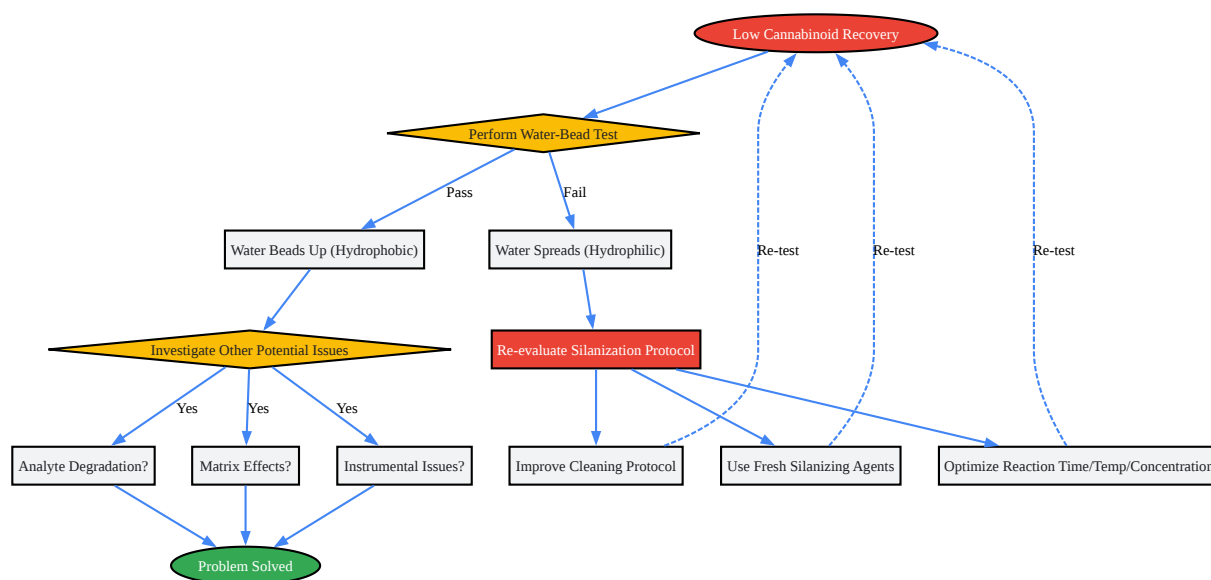 Low Cannabinoid Recovery
Perform Water-Bead Test
Pass
Fail
Water Beads Up (Hydrophobic)
Water Spreads (Hydrophilic)
Re-test
Re-test
Re-test
Investigate Other Potential Issues
Re-evaluate Silanization Protocol
Yes
Yes
Yes
Analyte Degradation?
Matrix Effects?
Instrumental Issues?
Improve Cleaning Protocol
Use Fresh Silanizing Agents
Optimize Reaction Time/Temp/Concentration
Problem Solved